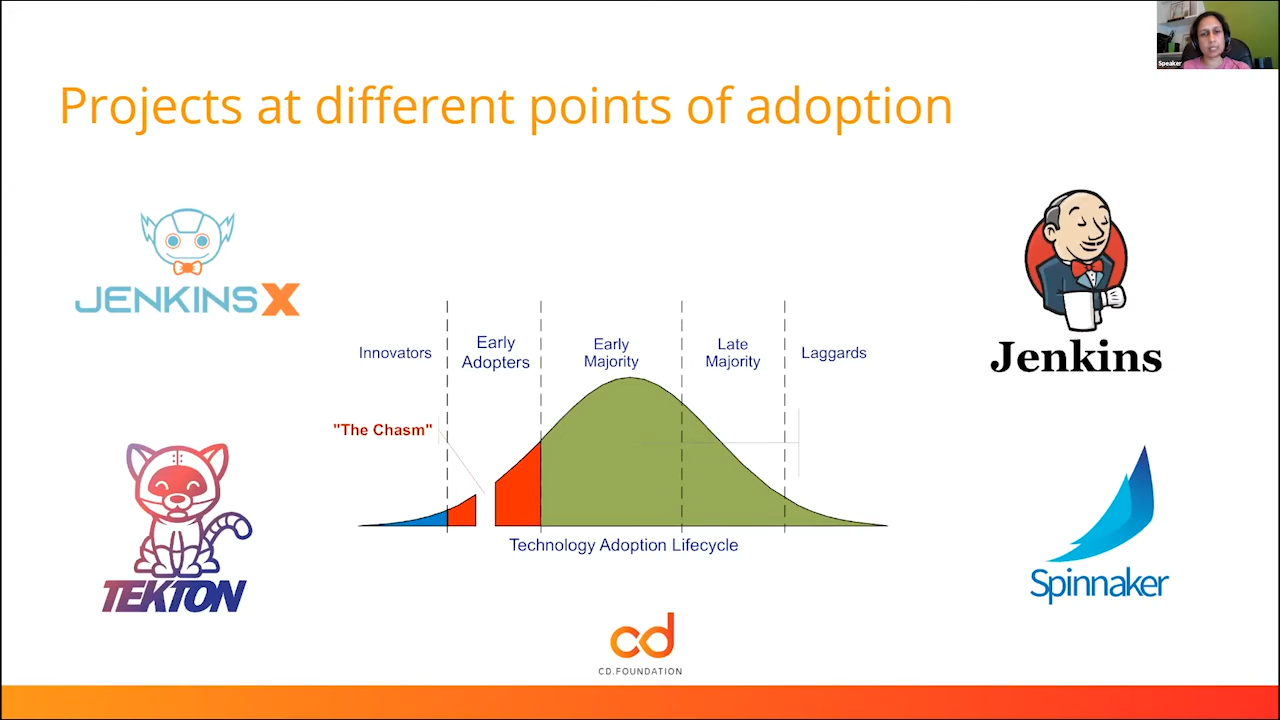 Speaker
Projects at different points of adoption
JENKINS X
Jenkins
Innovators
Early
Adopters
Early
Majority
Late
Majority
Laggards
"The Chasm"
Technology Adoption Lifecycle
TEKTON
Spinnaker
cd
CD.FOUNDATION